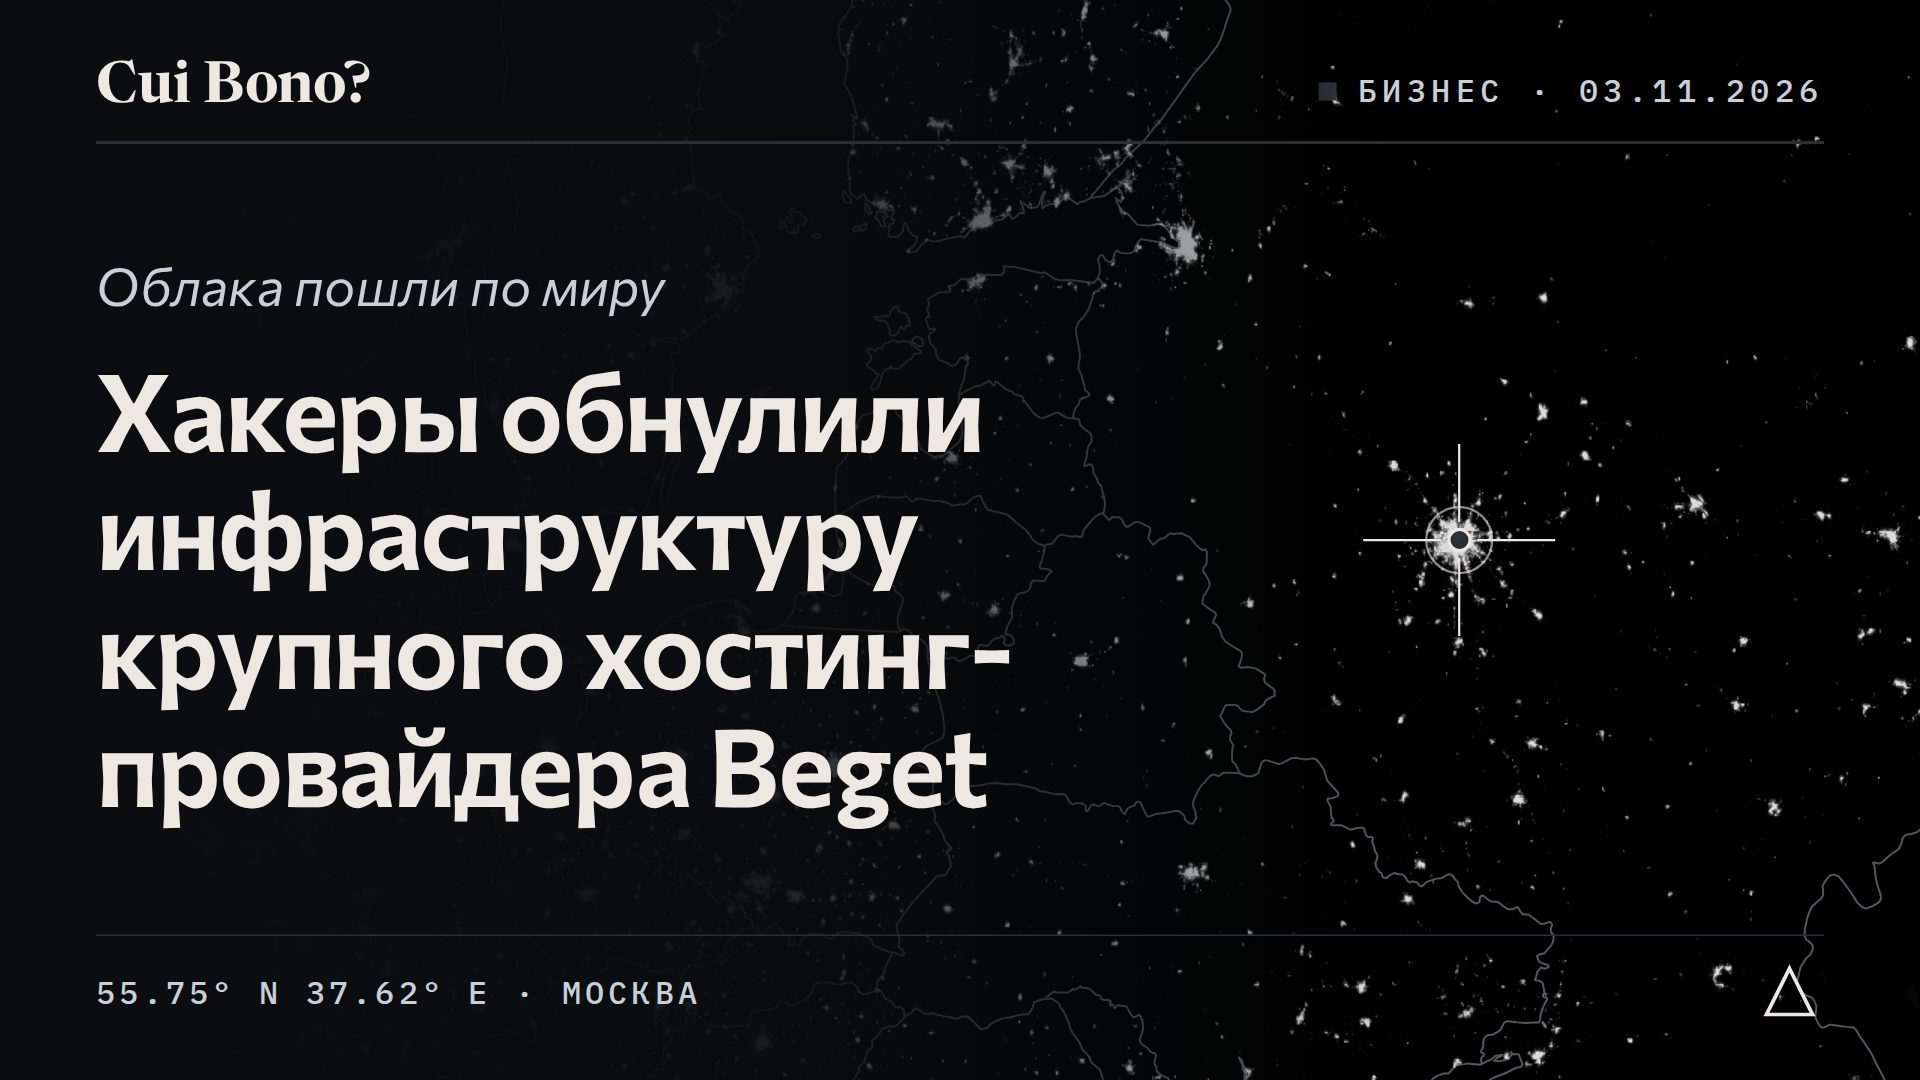 Cui Bono?
БИЗНЕС · 03.11.2026
Облака пошли по миру
Хакеры обнулили
инфраструктуру
крупного хостинг-
провайдера Beget
55.75° N 37.62° E · МОСКВА